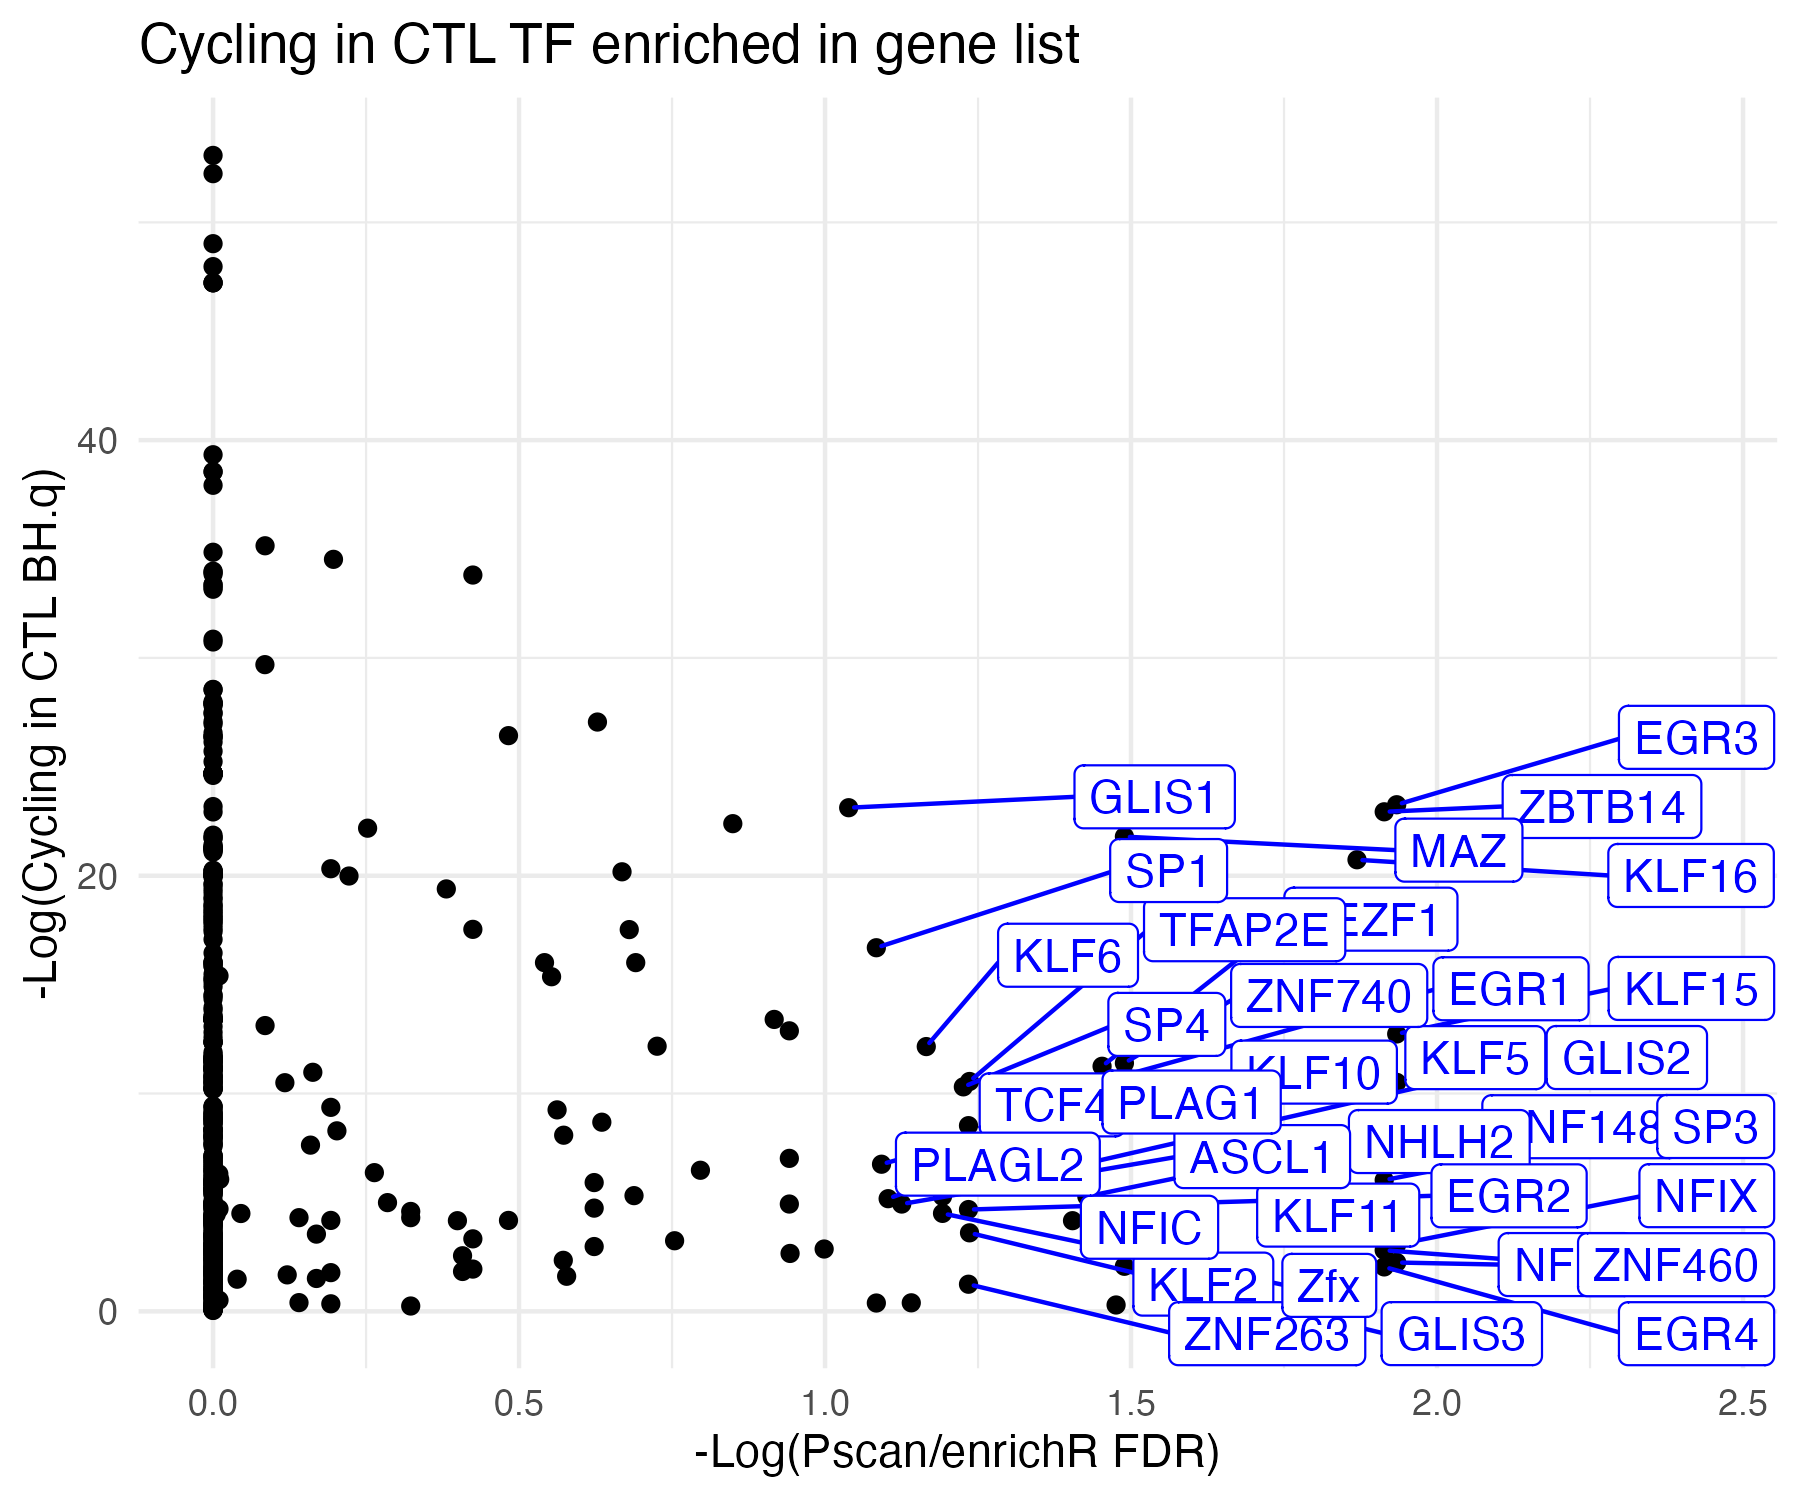 Cycling in CTL TF enriched in gene list
-Log(Cycling in CTL BH.q)
40
20
0
EGR3
GLIS1
ZBTB14
MAZ
SP1
KLF16
EZF1
TFAP2E
KLF6
ZNF740
EGR1
KLF15
SP4
KLF10
KLF5
GLIS2
TCF4
PLAG1
NF148
SP3
NHLH2
ASCL1
PLAGL2
EGR2
NFIX
KLF11
NFIC
NF
ZNF460
KLF2
Zfx
ZNF263
GLIS3
EGR4
0.0
0.5
1.0
1.5
2.0
2.5
-Log(Pscan/enrichR FDR)